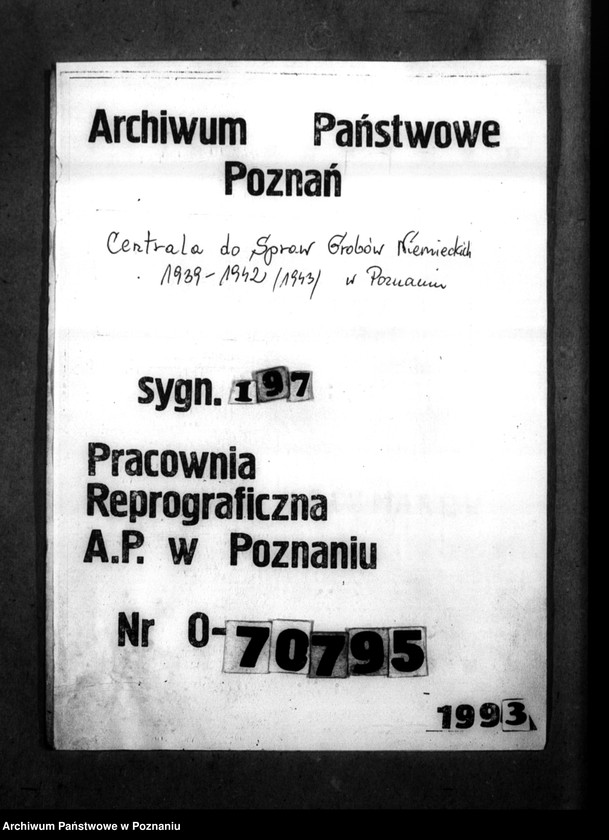 Archiwum Państwowe
Poznań
Centrala do Spraw Grobów Niemieckich
1939-1942 /1943/ w Poznaniu
sygn. 197
Pracownia
Reprograficzna
A.P. w Poznaniu
Nr 0-70795
1993
Archiwum Państwowe w Poznaniu